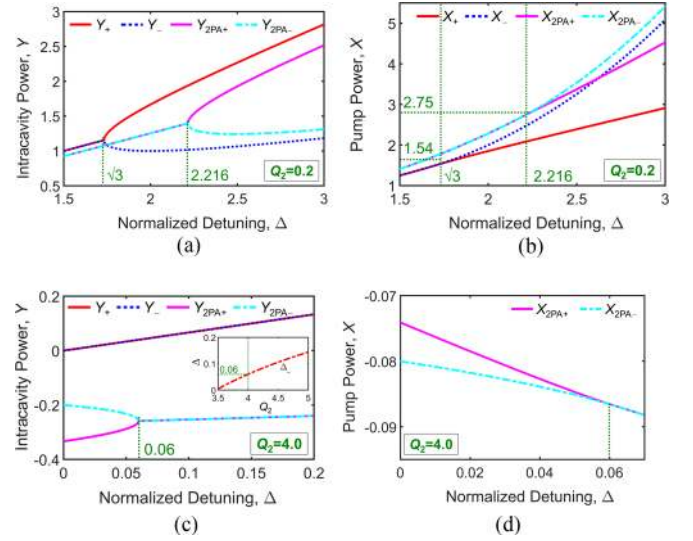 Y₊ Y₋ Y2PA+ Y2PA−
Intracavity Power, Y
3
2.5
2
1.5
1
0.5
√3
2.216
Q₂=0.2
1.5 2 2.5 3
Normalized Detuning, Δ
(a)
X₊ X₋ X2PA+ X2PA−
Pump Power, X
5
4
3
2
1
2.75
1.54
√3
2.216
Q₂=0.2
1.5 2 2.5 3
Normalized Detuning, Δ
(b)
Y₊ Y₋ Y2PA+ Y2PA−
Intracavity Power, Y
0.2
0
-0.2
-0.4
0.2
0.1
0
Δ
0.06
Δ₋
3.5 4 4.5 5
Q₂
0.06
Q₂=4.0
0 0.05 0.1 0.15 0.2
Normalized Detuning, Δ
(c)
X2PA+ X2PA−
Pump Power, X
-0.07
-0.08
-0.09
Q₂=4.0
0.06
0 0.02 0.04 0.06
Normalized Detuning, Δ
(d)